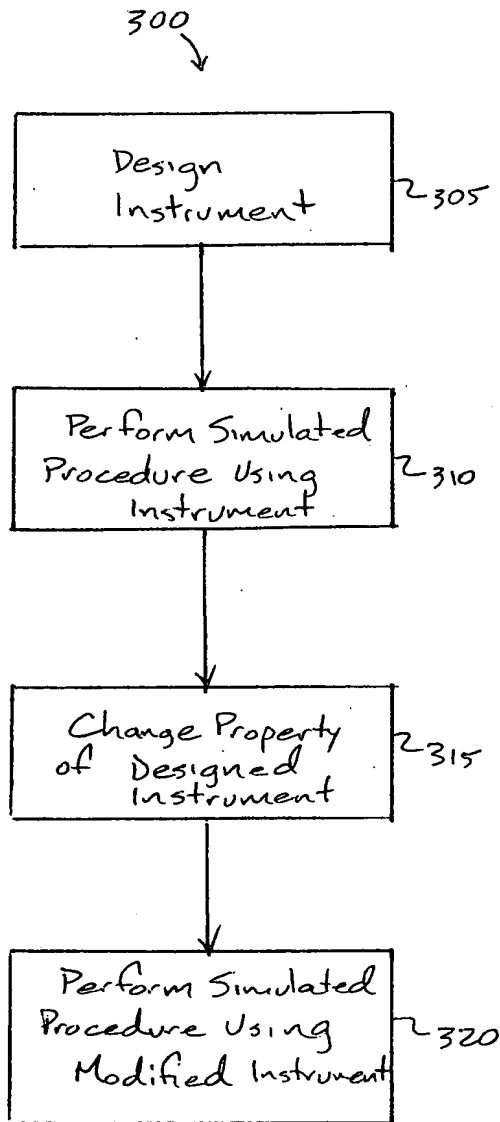 300
Design
Instrument
305
Perform Simulated
Procedure Using
Instrument
310
Change Property
of Designed
Instrument
315
Perform Simulated
Procedure Using
Modified Instrument
320